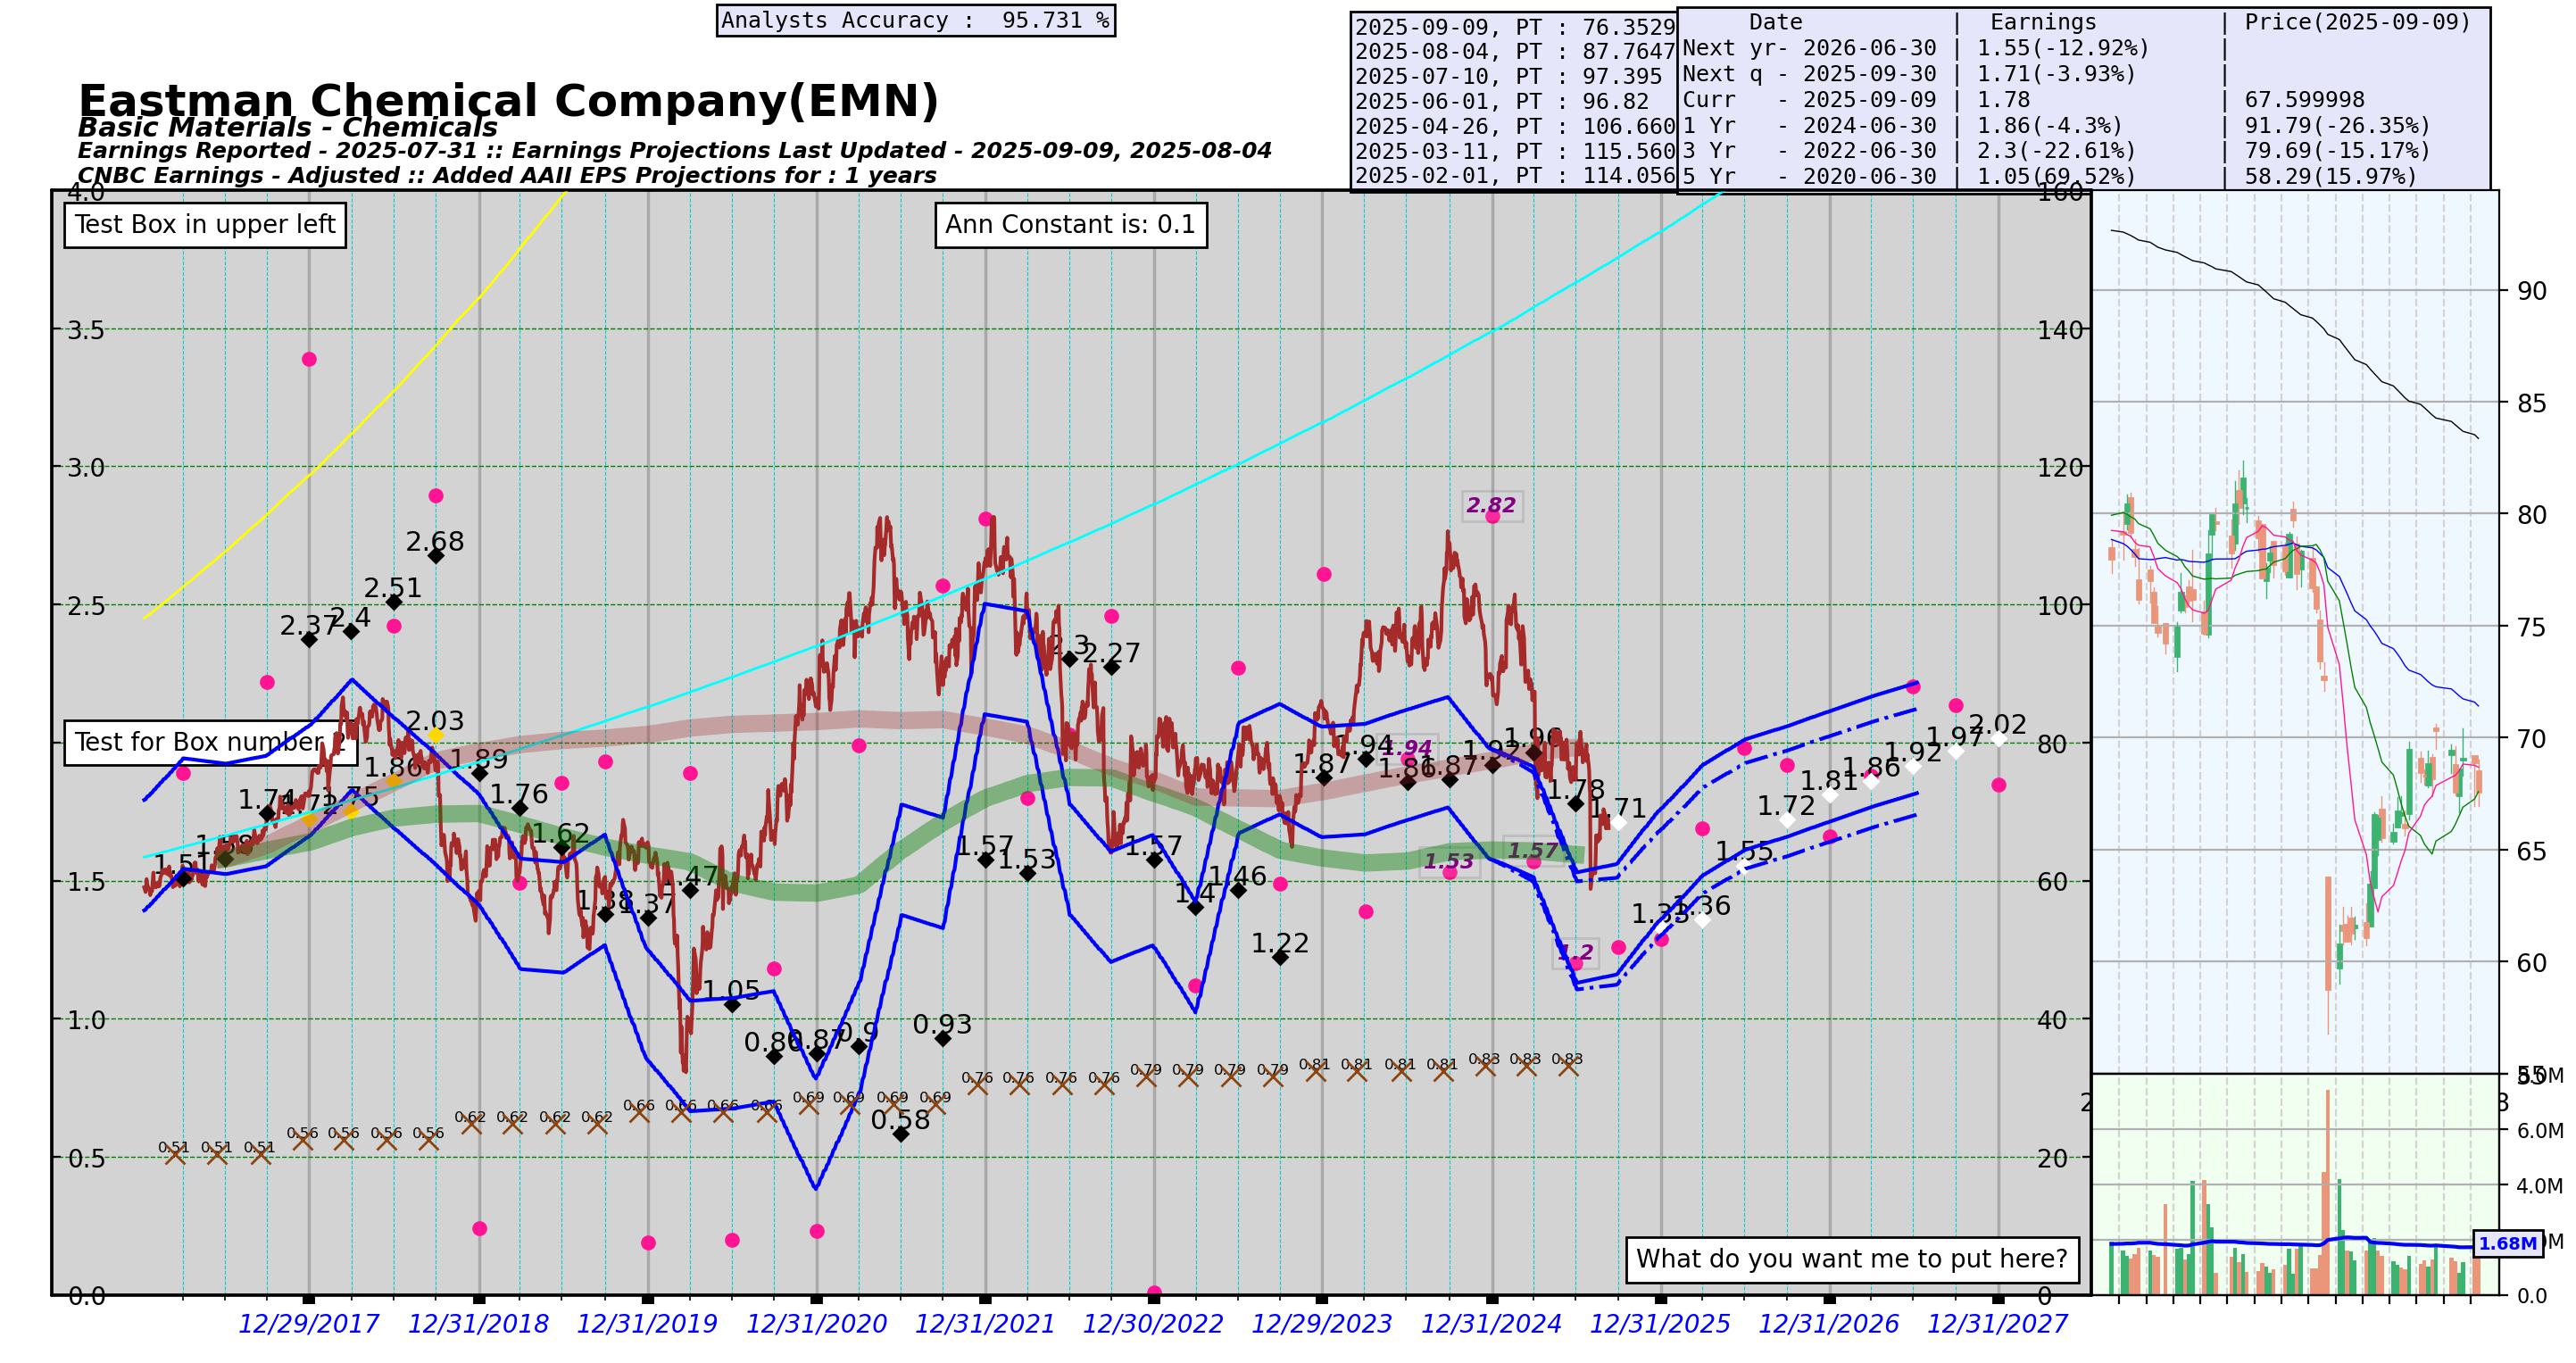 Analysts Accuracy :  95.731 %
2025-09-09, PT : 76.3529
2025-08-04, PT : 87.7647
2025-07-10, PT : 97.395
2025-06-01, PT : 96.82
2025-04-26, PT : 106.660
2025-03-11, PT : 115.560
2025-02-01, PT : 114.056
Date | Earnings | Price(2025-09-09)
Next yr- 2026-06-30 | 1.55(-12.92%) |
Next q - 2025-09-30 | 1.71(-3.93%) |
Curr - 2025-09-09 | 1.78 | 67.599998
1 Yr - 2024-06-30 | 1.86(-4.3%) | 91.79(-26.35%)
3 Yr - 2022-06-30 | 2.3(-22.61%) | 79.69(-15.17%)
5 Yr - 2020-06-30 | 1.05(69.52%) | 58.29(15.97%)
Eastman Chemical Company(EMN)
Basic Materials - Chemicals
Earnings Reported - 2025-07-31 :: Earnings Projections Last Updated - 2025-09-09, 2025-08-04
CNBC Earnings - Adjusted :: Added AAII EPS Projections for : 1 years
Test Box in upper left
Ann Constant is: 0.1
Test for Box number 2
What do you want me to put here?
4.0
3.5
3.0
2.5
1.5
1.0
0.5
0.0
160
140
120
100
80
60
40
20
0
90
85
80
75
70
65
60
55
6.0M
4.0M
0.0
1.68M
1.51
1.58
1.74
1.72
2.37
2.4
1.75
2.51
1.86
2.68
2.03
1.89
1.76
1.62
1.38
1.37
1.47
1.05
0.86
0.87
0.9
0.58
0.93
1.57
1.53
2.3
2.27
1.57
1.4
1.46
1.22
1.87
1.94
1.94
1.86
1.87
1.53
2.82
1.96
1.57
1.78
1.2
1.71
1.33
1.36
1.55
1.72
1.81
1.86
1.92
1.97
2.02
0.51 0.51 0.51 0.56 0.56 0.56 0.56 0.62 0.62 0.62 0.62 0.66 0.66 0.66 0.66 0.69 0.69 0.69 0.69 0.76 0.76 0.76 0.76 0.79 0.79 0.79 0.79 0.81 0.81 0.81 0.81 0.83 0.83 0.83
12/29/2017 12/31/2018 12/31/2019 12/31/2020 12/31/2021 12/30/2022 12/29/2023 12/31/2024 12/31/2025 12/31/2026 12/31/2027